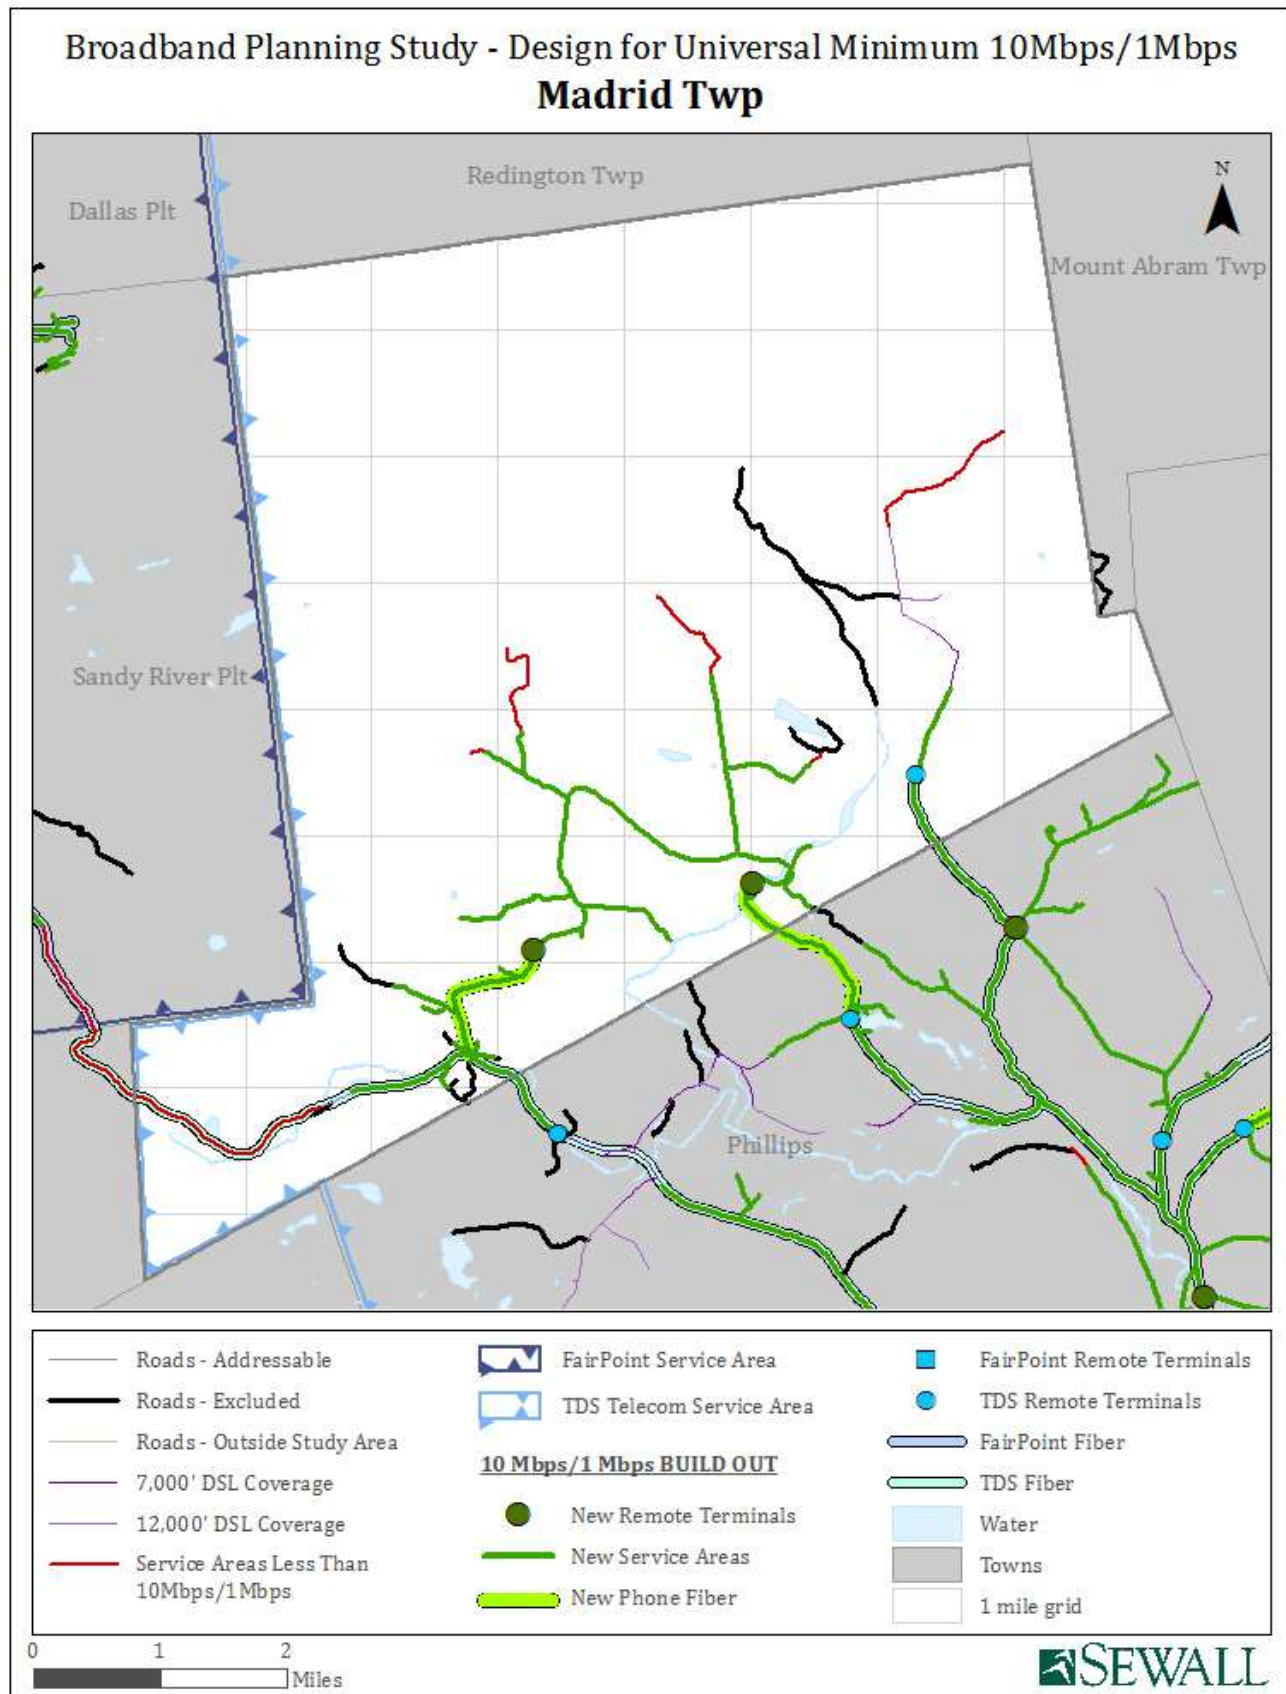 Broadband Planning Study - Design for Universal Minimum 10Mbps/1Mbps
Madrid Twp
Redington Twp
N
Dallas Plt
Mount Abram Twp
Sandy River Plt
Phillips
Roads - Addressable
Roads - Excluded
Roads - Outside Study Area
7,000' DSL Coverage
12,000' DSL Coverage
Service Areas Less Than
10Mbps/1Mbps
FairPoint Service Area
TDS Telecom Service Area
10 Mbps/1 Mbps BUILD OUT
New Remote Terminals
New Service Areas
New Phone Fiber
FairPoint Remote Terminals
TDS Remote Terminals
FairPoint Fiber
TDS Fiber
Water
Towns
1 mile grid
0 1 2
Miles
SEWALL